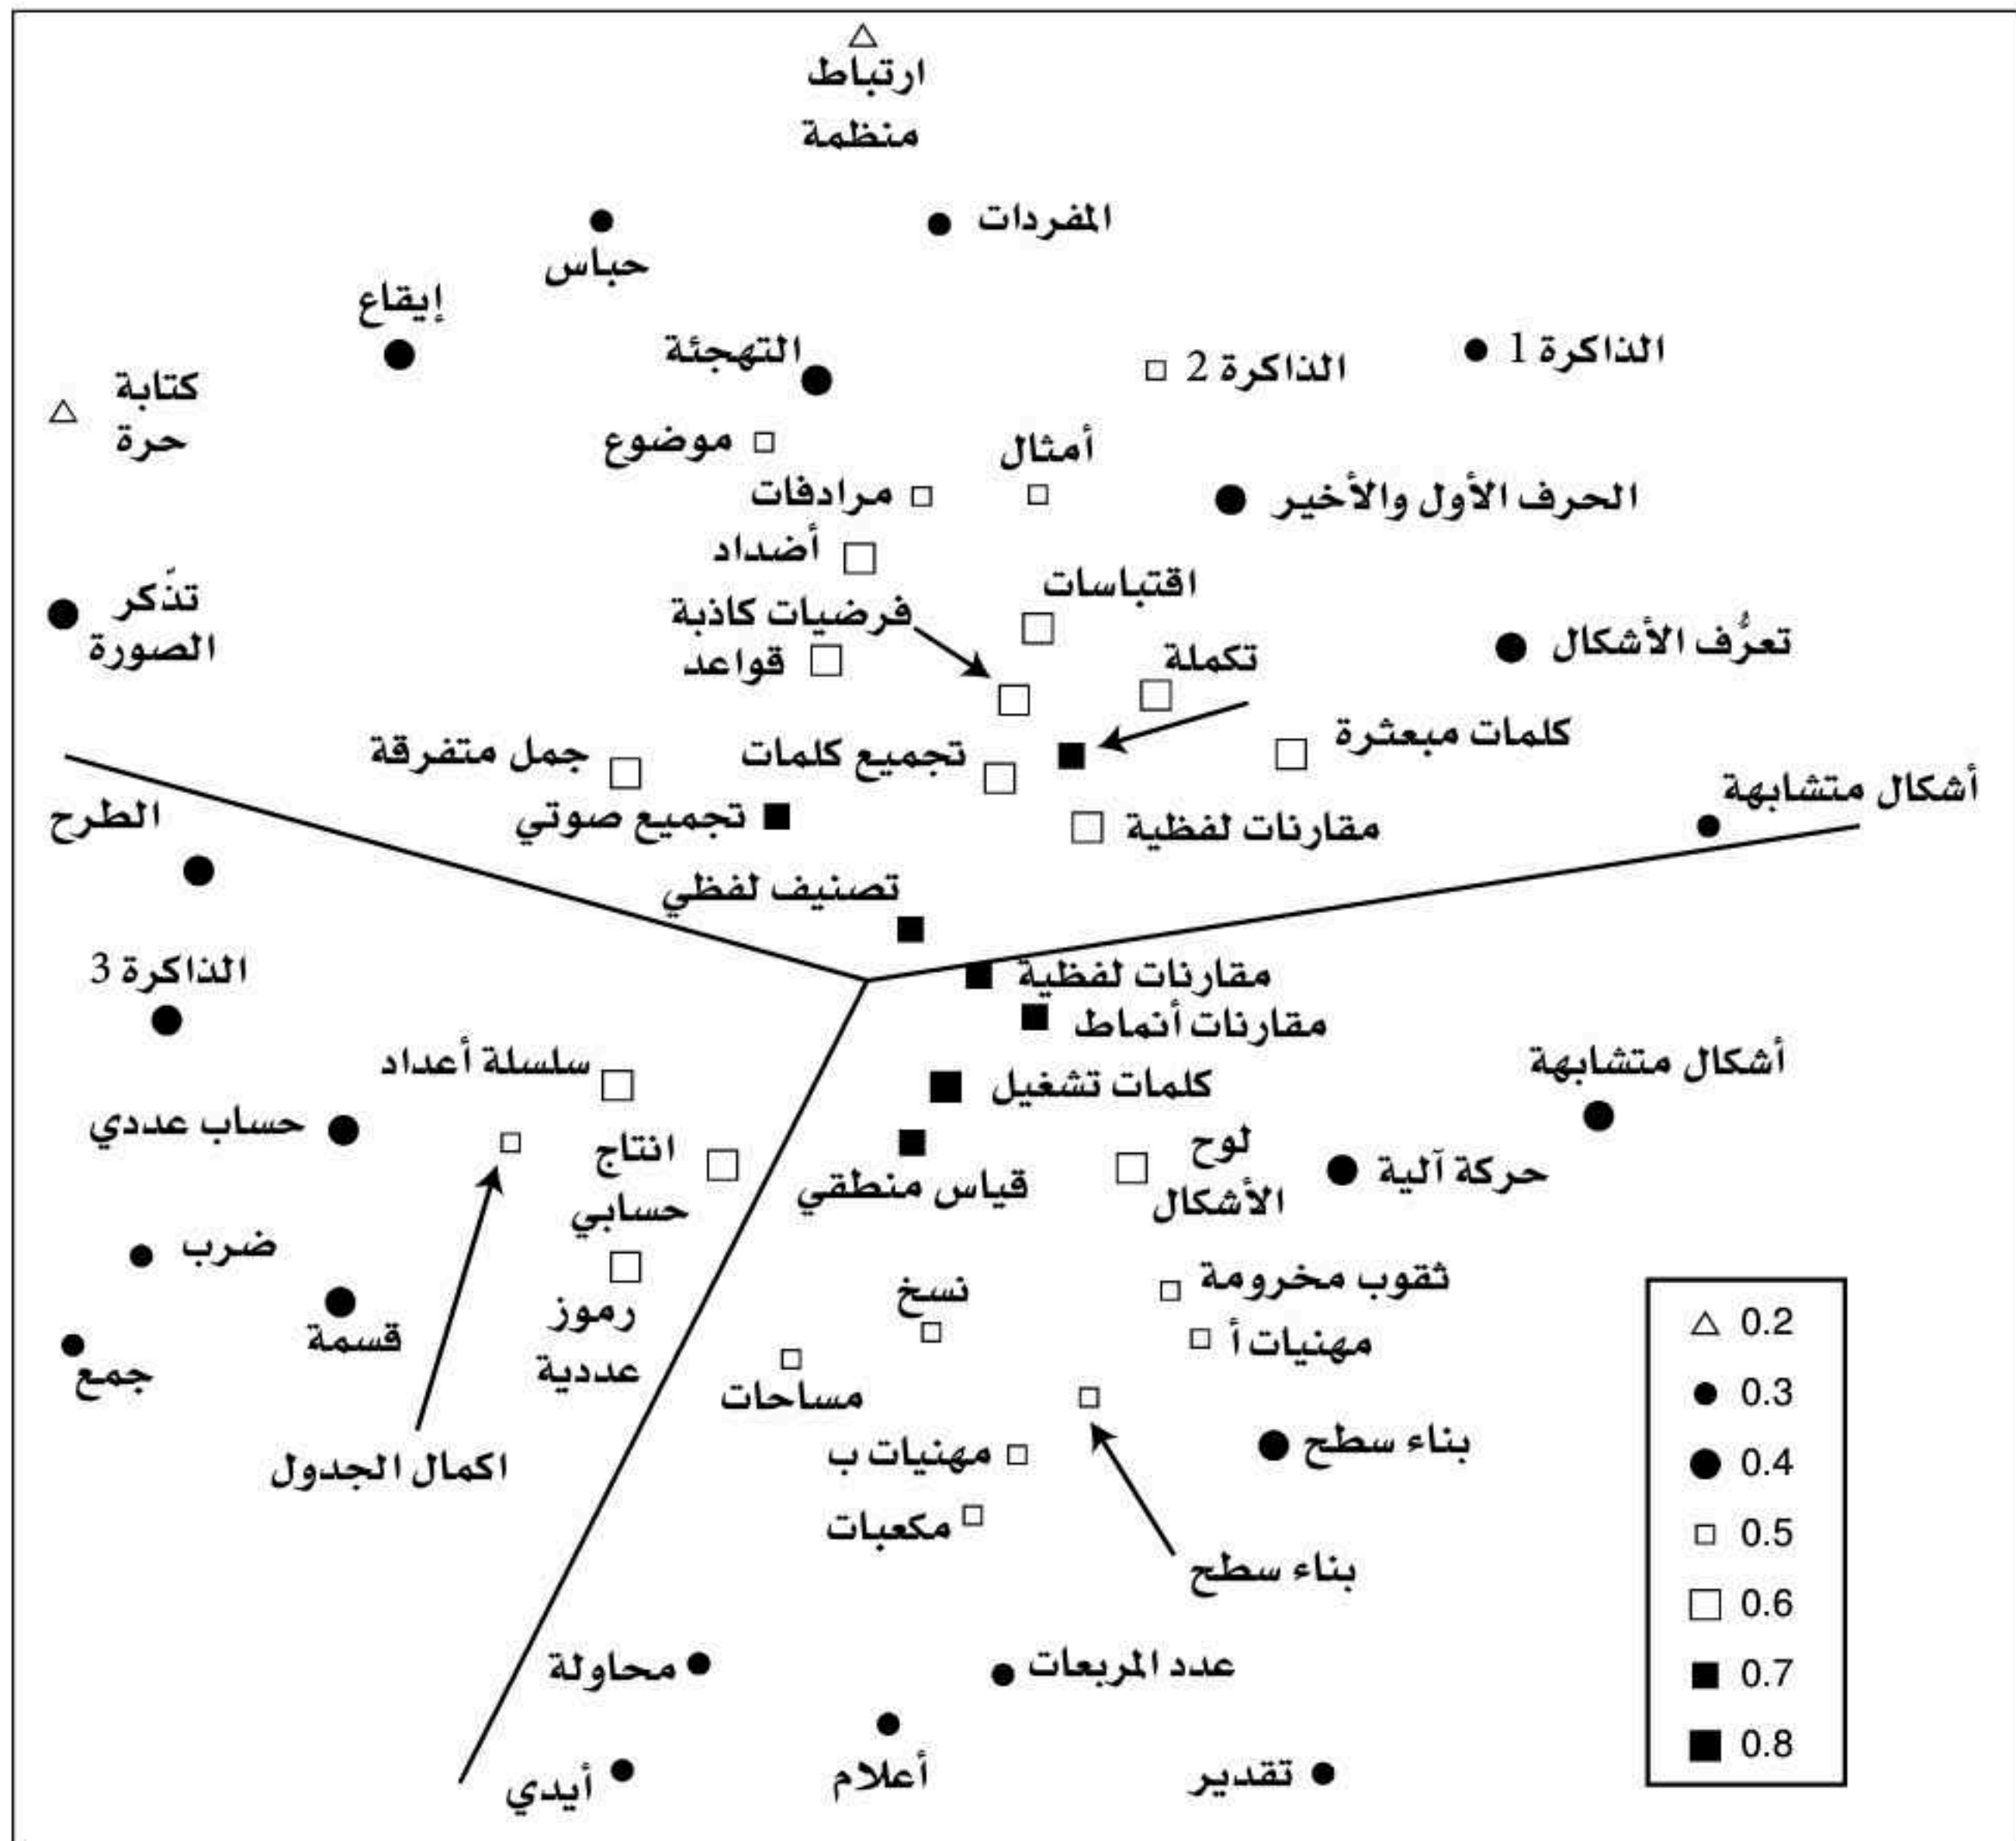 ارتباط
منظمة
المفردات
حباس
إيقاع
التهجئة
الذاكرة 2
الذاكرة 1
كتابة
حرة
موضوع
أمثال
مرادفات
الحرف الأول والأخير
أضداد
اقتباسات
تذّكر
الصورة
فرضيات كاذبة
قواعد
تكملة
تعرُّف الأشكال
كلمات مبعثرة
جمل متفرقة
تجميع كلمات
أشكال متشابهة
الطرح
تجميع صوتي
مقارنات لفظية
تصنيف لفظي
الذاكرة 3
مقارنات لفظية
مقارنات أنماط
سلسلة أعداد
أشكال متشابهة
كلمات تشغيل
حساب عددي
انتاج
حسابي
لوح
الأشكال
حركة آلية
قياس منطقي
ضرب
ثقوب مخرومة
نسخ
قسمة
رموز
عددية
مهنيات أ
جمع
مساحات
اكمال الجدول
مهنيات ب
بناء سطح
مكعبات
بناء سطح
محاولة
عدد المربعات
أيدي
أعلام
تقدير
0.2
0.3
0.4
0.5
0.6
0.7
0.8